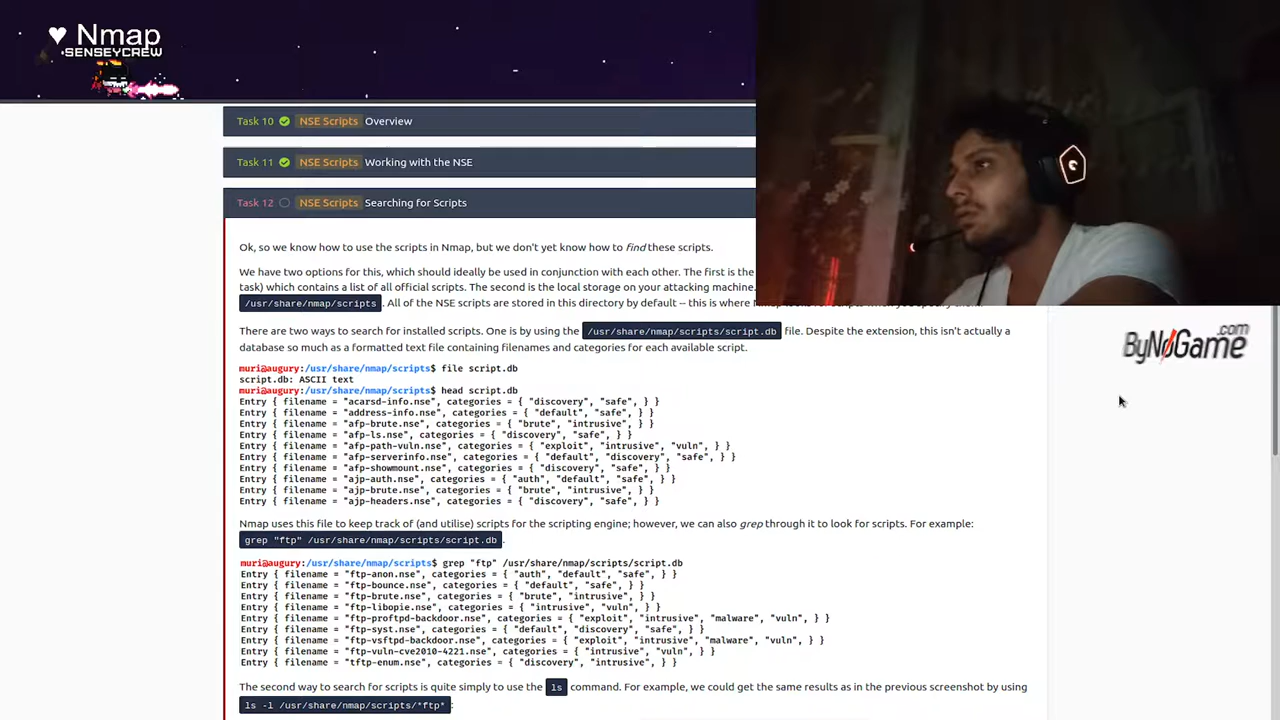 ♥ Nmap
SENSEYCREW
Task 10 NSE Scripts Overview
Task 11 NSE Scripts Working with the NSE
Task 12 NSE Scripts Searching for Scripts
Ok, so we know how to use the scripts in Nmap, but we don't yet know how to find these scripts.
We have two options for this, which should ideally be used in conjunction with each other. The first is the
task) which contains a list of all official scripts. The second is the local storage on your attacking machine.
/usr/share/nmap/scripts. All of the NSE scripts are stored in this directory by default -- this is where
There are two ways to search for installed scripts. One is by using the /usr/share/nmap/scripts/script.db file. Despite the extension, this isn't actually a
database so much as a formatted text file containing filenames and categories for each available script.
muri@augury:/usr/share/nmap/scripts$ file script.db
script.db: ASCII text
muri@augury:/usr/share/nmap/scripts$ head script.db
Entry { filename = "acarsd-info.nse", categories = { "discovery", "safe", } }
Entry { filename = "address-info.nse", categories = { "default", "safe", } }
Entry { filename = "afp-brute.nse", categories = { "brute", "intrusive", } }
Entry { filename = "afp-ls.nse", categories = { "discovery", "safe", } }
Entry { filename = "afp-path-vuln.nse", categories = { "exploit", "intrusive", "vuln", } }
Entry { filename = "afp-serverinfo.nse", categories = { "default", "discovery", "safe", } }
Entry { filename = "afp-showmount.nse", categories = { "discovery", "safe", } }
Entry { filename = "ajp-auth.nse", categories = { "auth", "default", "safe", } }
Entry { filename = "ajp-brute.nse", categories = { "brute", "intrusive", } }
Entry { filename = "ajp-headers.nse", categories = { "discovery", "safe", } }
Nmap uses this file to keep track of (and utilise) scripts for the scripting engine; however, we can also grep through it to look for scripts. For example:
grep "ftp" /usr/share/nmap/scripts/script.db.
muri@augury:/usr/share/nmap/scripts$ grep "ftp" /usr/share/nmap/scripts/script.db
Entry { filename = "ftp-anon.nse", categories = { "auth", "default", "safe", } }
Entry { filename = "ftp-bounce.nse", categories = { "default", "safe", } }
Entry { filename = "ftp-brute.nse", categories = { "brute", "intrusive", } }
Entry { filename = "ftp-libopie.nse", categories = { "intrusive", "vuln", } }
Entry { filename = "ftp-proftpd-backdoor.nse", categories = { "exploit", "intrusive", "malware", "vuln", } }
Entry { filename = "ftp-syst.nse", categories = { "default", "discovery", "safe", } }
Entry { filename = "ftp-vsftpd-backdoor.nse", categories = { "exploit", "intrusive", "malware", "vuln", } }
Entry { filename = "ftp-vuln-cve2010-4221.nse", categories = { "intrusive", "vuln", } }
Entry { filename = "tftp-enum.nse", categories = { "discovery", "intrusive", } }
The second way to search for scripts is quite simply to use the ls command. For example, we could get the same results as in the previous screenshot by using
ls -l /usr/share/nmap/scripts/*ftp*:
ByNoGame.com